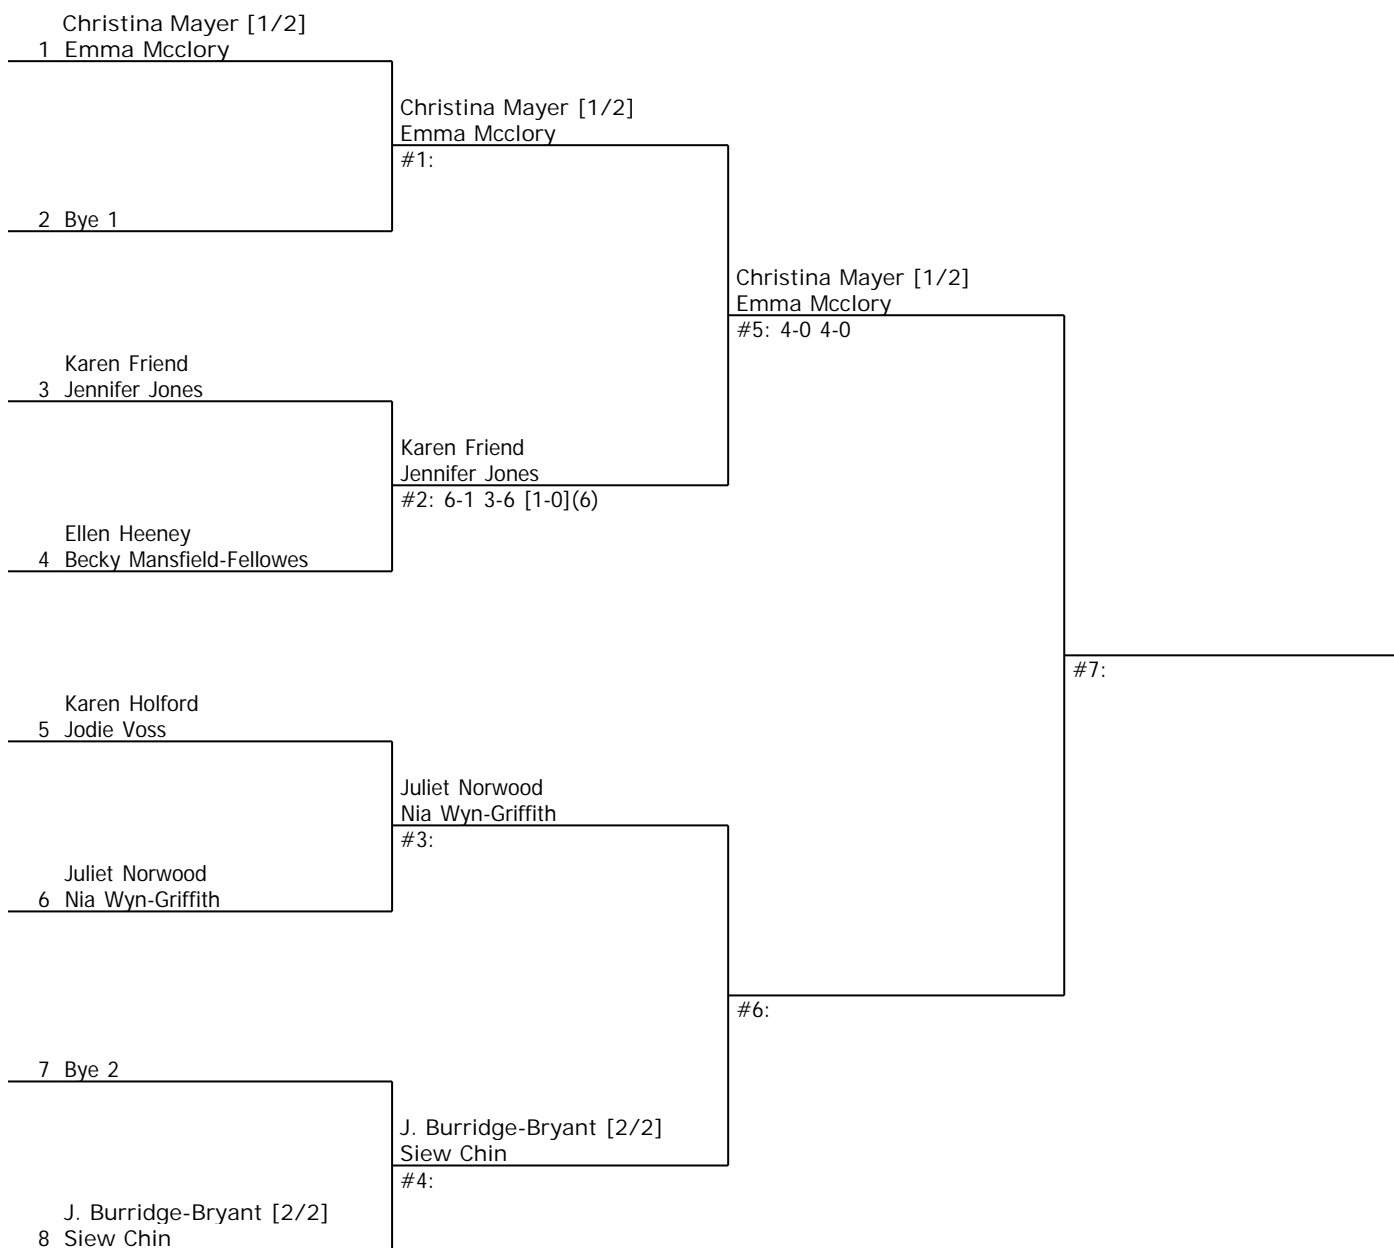 Christina Mayer [1/2]
1 Emma Mcclory
Christina Mayer [1/2]
Emma Mcclory
#1:
2 Bye 1
Christina Mayer [1/2]
Emma Mcclory
#5: 4-0 4-0
Karen Friend
3 Jennifer Jones
Karen Friend
Jennifer Jones
#2: 6-1 3-6 [1-0](6)
Ellen Heeney
4 Becky Mansfield-Fellowes
#7:
Karen Holford
5 Jodie Voss
Juliet Norwood
Nia Wyn-Griffith
#3:
Juliet Norwood
6 Nia Wyn-Griffith
#6:
7 Bye 2
J. Burridge-Bryant [2/2]
Siew Chin
#4:
J. Burridge-Bryant [2/2]
8 Siew Chin